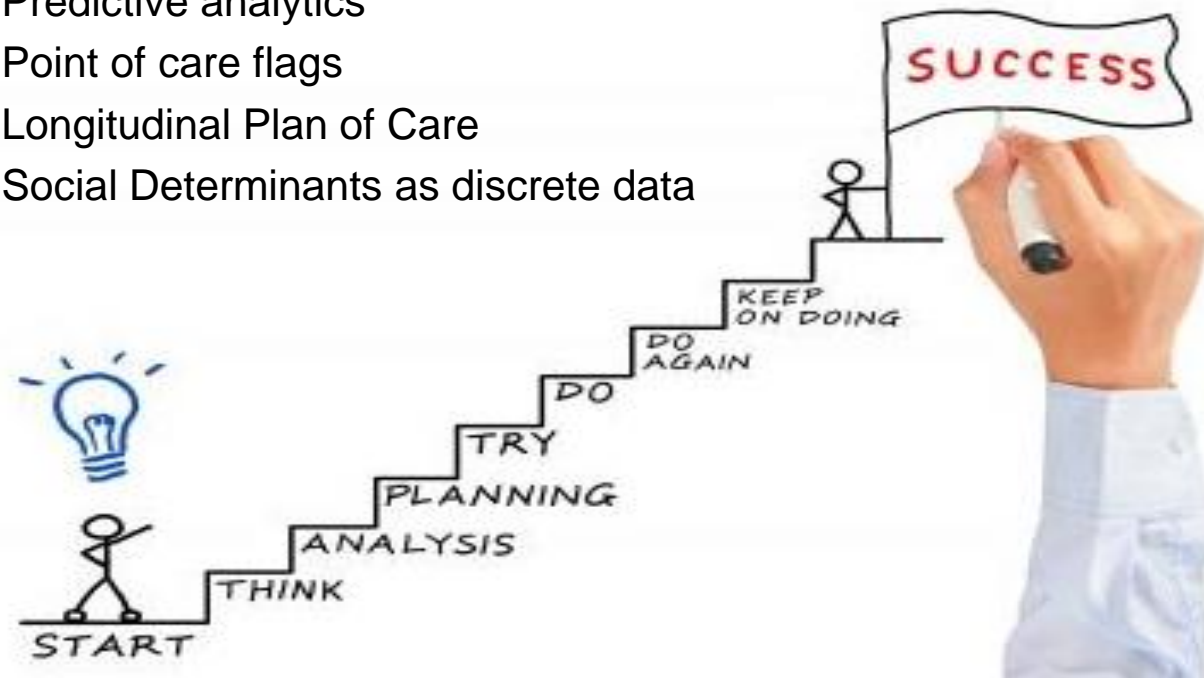 Predictive analytics
Point of care flags
Longitudinal Plan of Care
Social Determinants as discrete data
SUCCESS
KEEP
ON DOING
DO
AGAIN
DO
TRY
PLANNING
ANALYSIS
THINK
START